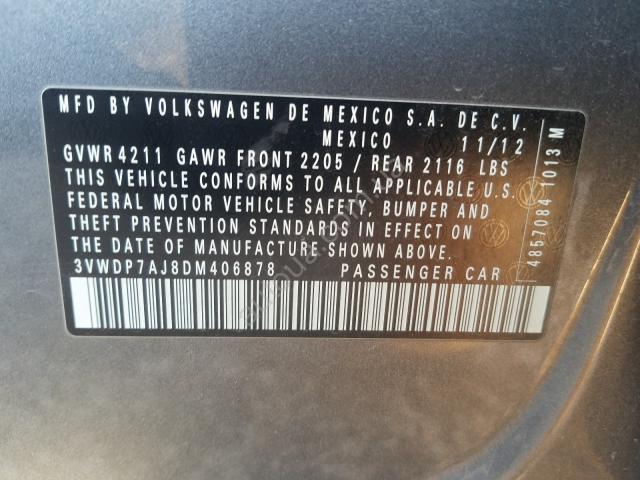 MFD BY VOLKSWAGEN DE MEXICO S.A. DE C.V.
MEXICO 11/12
GVWR 4211 GAWR FRONT 2205 / REAR 2116 LBS
THIS VEHICLE CONFORMS TO ALL APPLICABLE U.S.
FEDERAL MOTOR VEHICLE SAFETY, BUMPER AND
THEFT PREVENTION STANDARDS IN EFFECT ON
THE DATE OF MANUFACTURE SHOWN ABOVE.
3VWDP7AJ8DM406878 PASSENGER CAR
4857084 1013 M